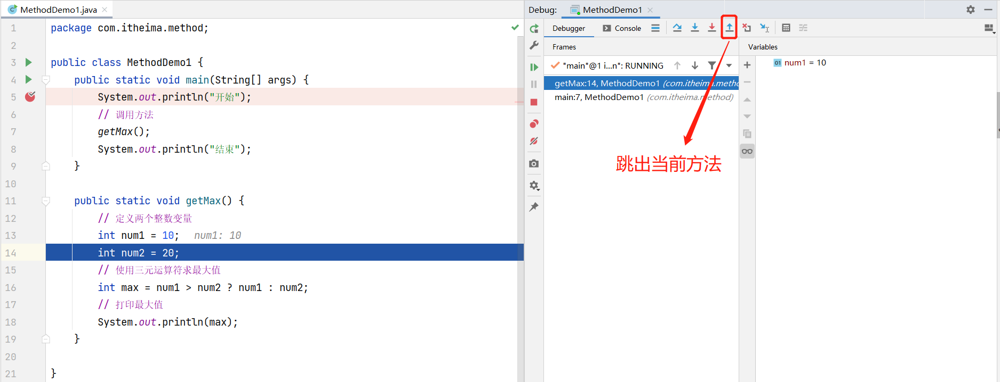 MethodDemo1.java
1 package com.itheima.method;
2
3 public class MethodDemo1 {
4 public static void main(String[] args) {
5 System.out.println("开始");
6 // 调用方法
7 getMax();
8 System.out.println("结束");
9 }
10
11 public static void getMax() {
12 // 定义两个整数变量
13 int num1 = 10; num1: 10
14 int num2 = 20;
15 // 使用三元运算符求最大值
16 int max = num1 > num2 ? num1 : num2;
17 // 打印最大值
18 System.out.println(max);
19 }
20
21 }
Debug: MethodDemo1
Debugger Console
Frames Variables
"main"@1 i...n": RUNNING
getMax:14, MethodDemo1 (com.itheima.metho
main:7, MethodDemo1 (com.itheima.method)
01 num1 = 10
跳出当前方法